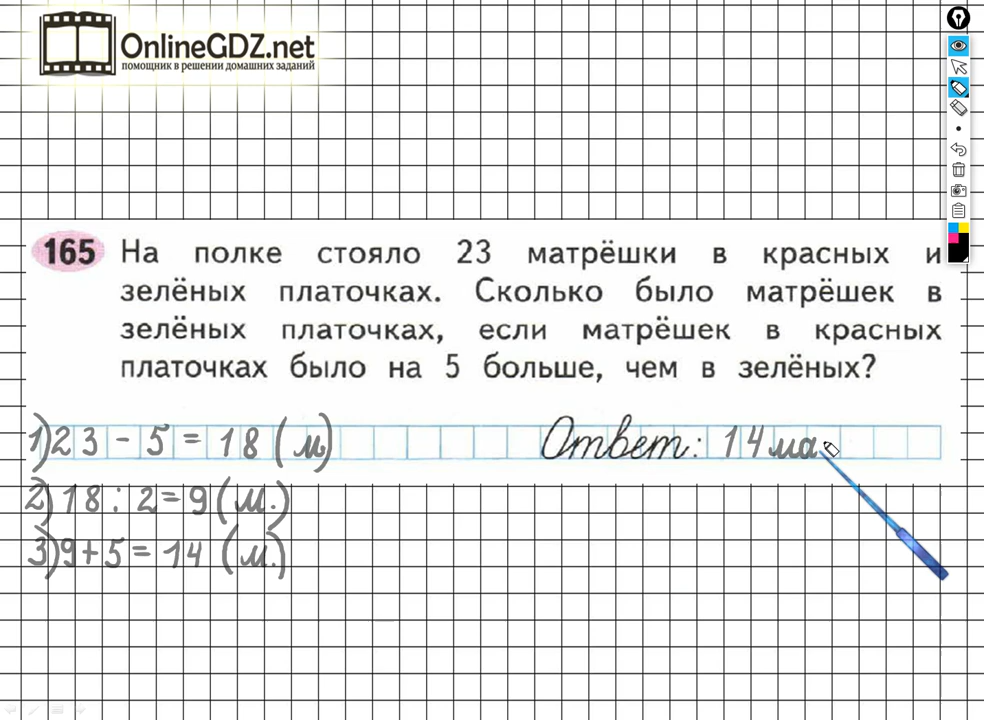 OnlineGDZ.net
помощник в решении домашних заданий
165 На полке стояло 23 матрёшки в красных и
зелёных платочках. Сколько было матрёшек в
зелёных платочках, если матрёшек в красных
платочках было на 5 больше, чем в зелёных?
1) 23 - 5 = 18 (м) Ответ: 14 ма
2) 18 : 2 = 9 (м.)
3) 9 + 5 = 14 (м.)